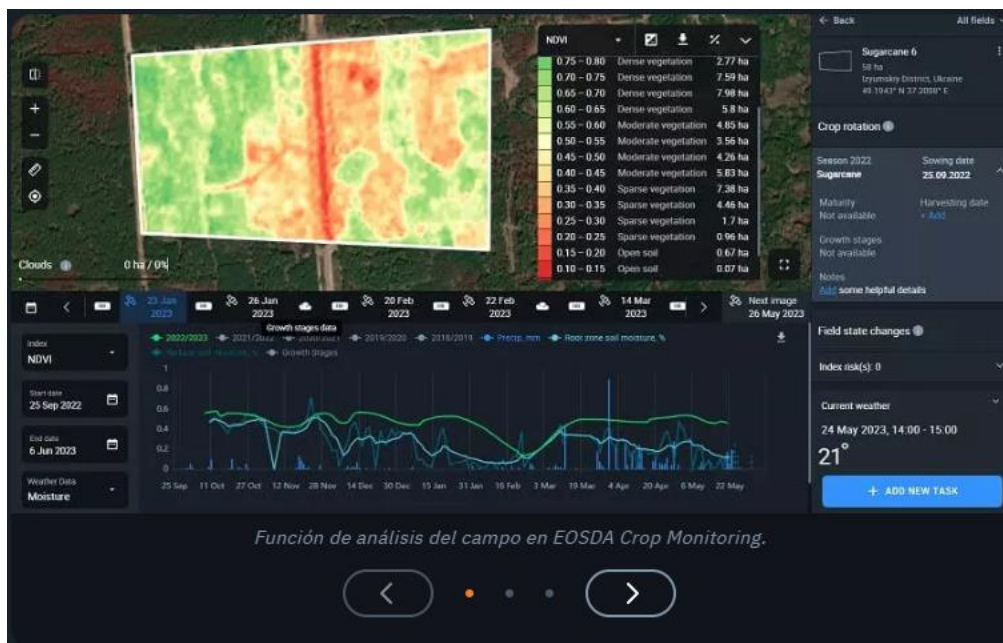 NDVI
0.75 – 0.80 Dense vegetation 2.77 ha
0.70 – 0.75 Dense vegetation 7.59 ha
0.65 – 0.70 Dense vegetation 7.98 ha
0.60 – 0.65 Dense vegetation 5.8 ha
0.55 – 0.60 Moderate vegetation 4.85 ha
0.50 – 0.55 Moderate vegetation 3.56 ha
0.45 – 0.50 Moderate vegetation 4.26 ha
0.40 – 0.45 Moderate vegetation 5.83 ha
0.35 – 0.40 Sparse vegetation 7.38 ha
0.30 – 0.35 Sparse vegetation 4.46 ha
0.25 – 0.30 Sparse vegetation 1.7 ha
0.20 – 0.25 Sparse vegetation 0.96 ha
0.15 – 0.20 Open soil 0.67 ha
0.10 – 0.15 Open soil 0.07 ha
Clouds 0 ha / 0%
← Back All fields
Sugarcane 6
58 ha
Izyumskiy District, Ukraine
Crop rotation
Season 2022 Sowing date
Sugarcane 25.09.2022
Maturity Harvesting date
Not available + Add
Growth stages
Not available
Notes
Add some helpful details
Field state changes
Index risk(s): 0
Current weather
24 May 2023, 14:00 - 15:00
21°
+ ADD NEW TASK
23 Jan 2023
26 Jan 2023
20 Feb 2023
22 Feb 2023
14 Mar 2023
Next image 26 May 2023
Growth stages data
2022/2023 2021/2022 2020/2021 2019/2020 2018/2019 Precip, mm Root zone soil moisture, %
Surface soil moisture, % Growth Stages
Index
NDVI
Start date
25 Sep 2022
End date
6 Jun 2023
Weather Data
Moisture
1
0.8
0.6
0.4
0.2
0
25 Sep 11 Oct 27 Oct 12 Nov 28 Nov 14 Dec 30 Dec 15 Jan 31 Jan 16 Feb 3 Mar 19 Mar 4 Apr 20 Apr 6 May 22 May
Función de análisis del campo en EOSDA Crop Monitoring.